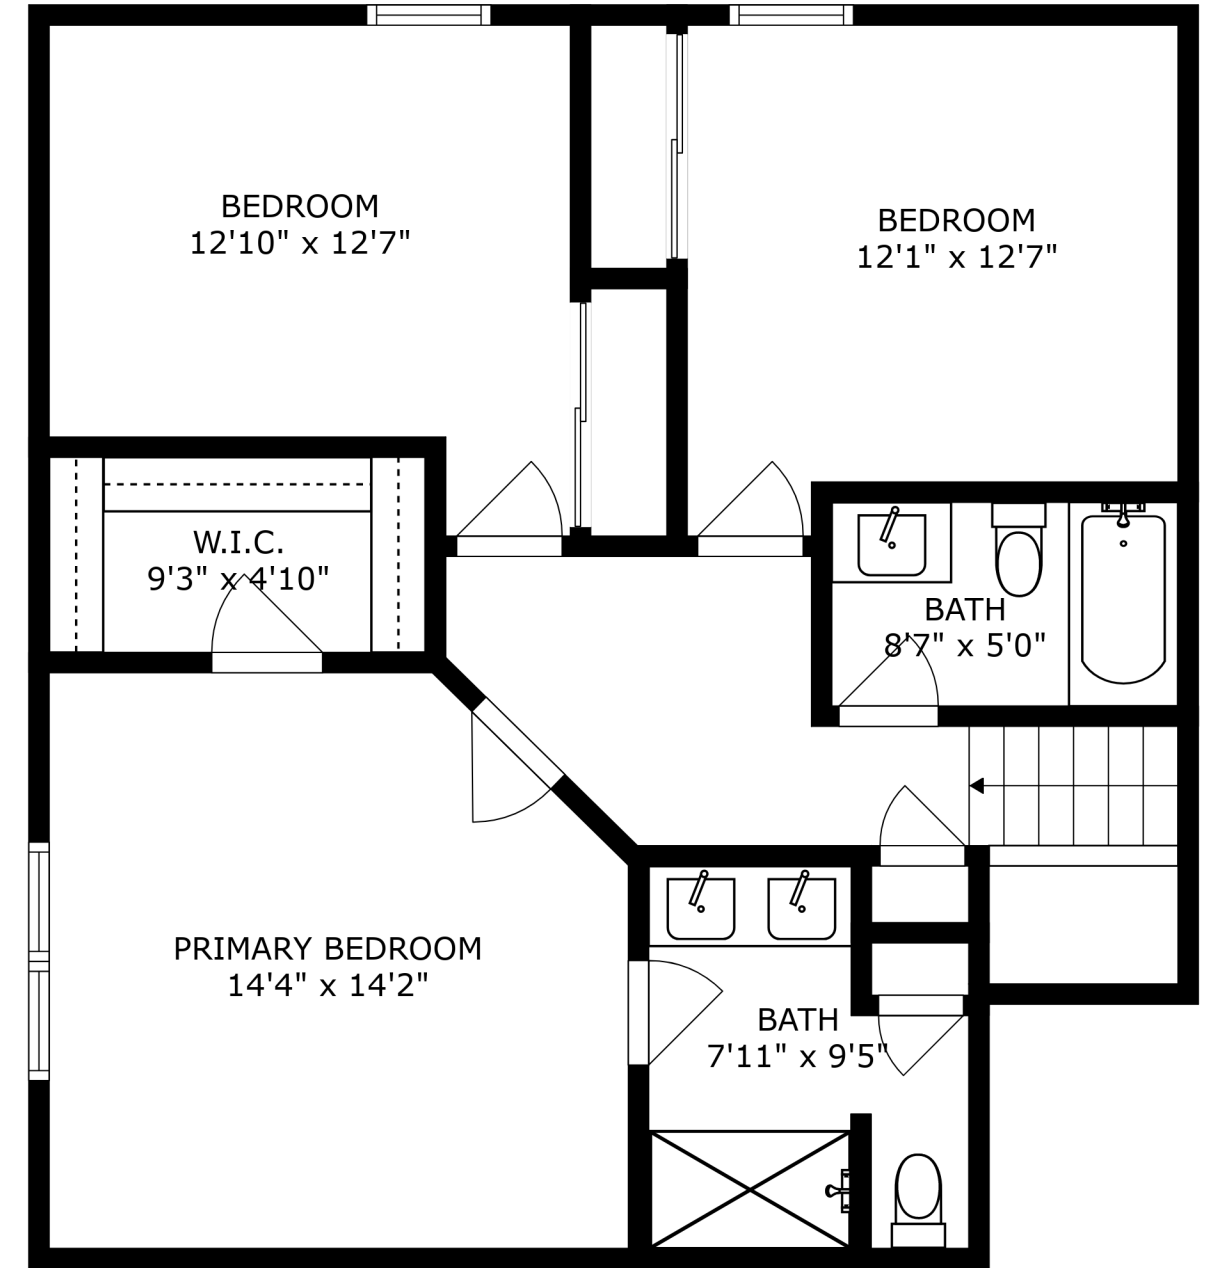 BEDROOM
12'10" x 12'7"
BEDROOM
12'1" x 12'7"
W.I.C.
9'3" x 4'10"
BATH
8'7" x 5'0"
PRIMARY BEDROOM
14'4" x 14'2"
BATH
7'11" x 9'5"